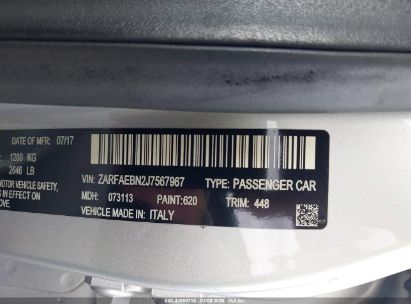 DATE OF MFR: 07/17
1200 KG
2646 LB
MOTOR VEHICLE SAFETY
IN EFFECT ON
VE.
VIN: ZARFAEBN2J7567967 TYPE: PASSENGER CAR
MDH: 073113 PAINT:620 TRIM: 448
VEHICLE MADE IN: ITALY